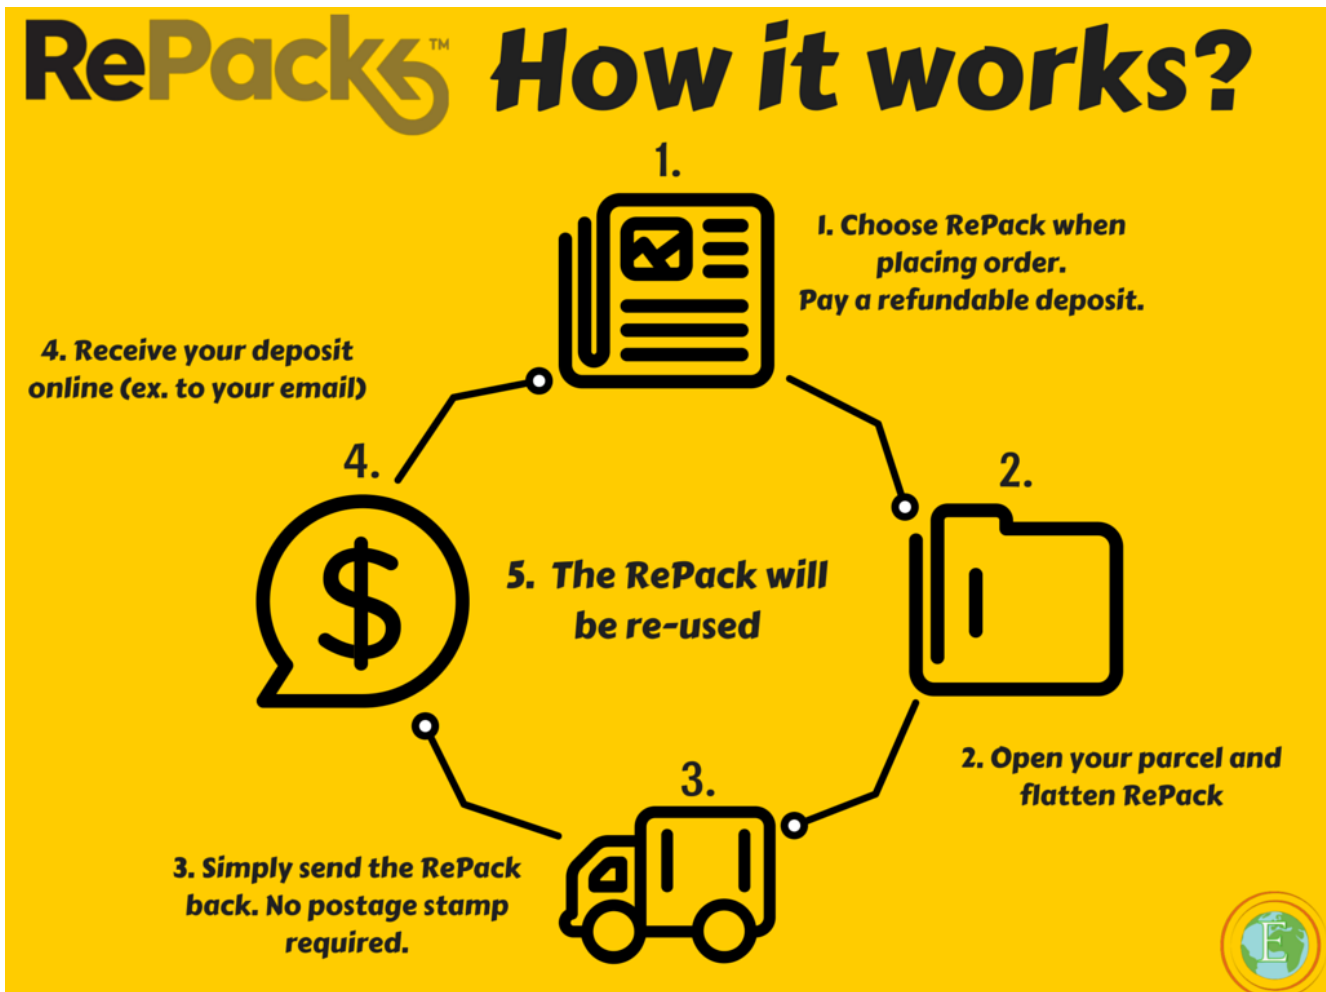 RePack™ How it works?
1.
1. Choose RePack when
placing order.
Pay a refundable deposit.
4. Receive your deposit
online (ex. to your email)
4.
$
2.
5. The RePack will
be re-used
2. Open your parcel and
flatten RePack
3.
3. Simply send the RePack
back. No postage stamp
required.
E